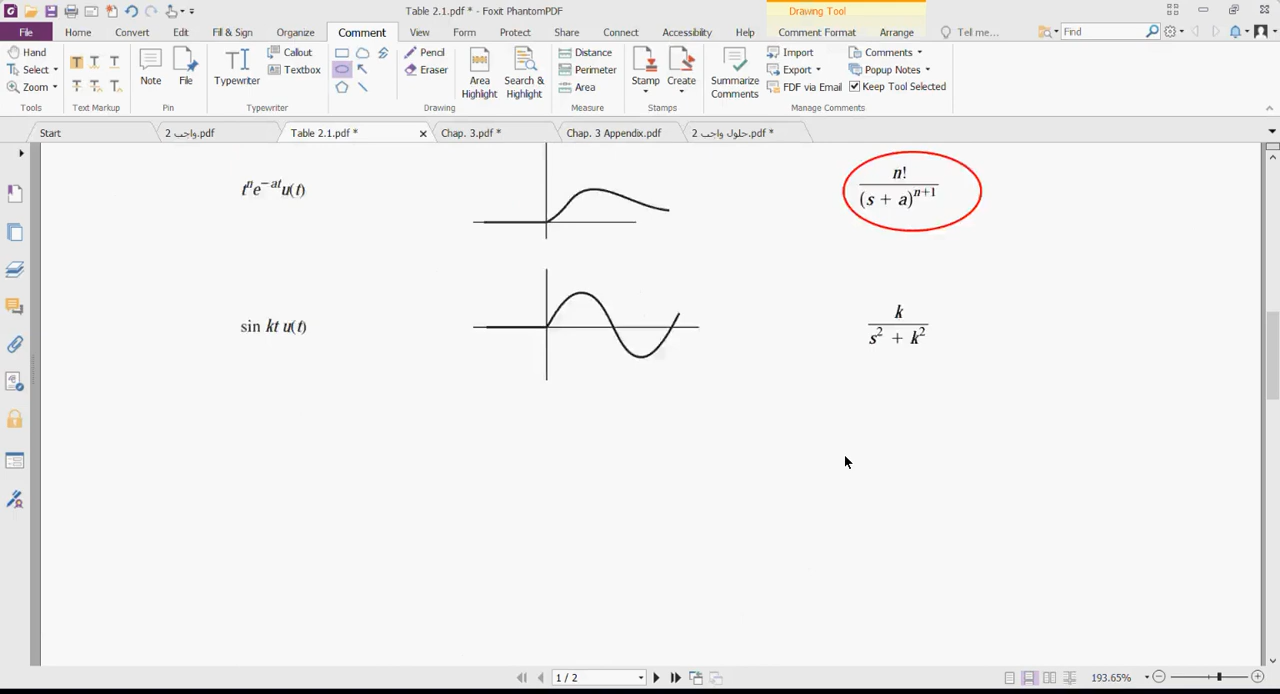 Table 2.1.pdf * - Foxit PhantomPDF
Drawing Tool
File Home Convert Edit Fill & Sign Organize Comment View Form Protect Share Connect Accessibility Help Comment Format Arrange Tell me... Find
Hand
Select
Zoom
Tools
Text Markup
Note
File
Pin
Typewriter
Callout
Textbox
Typewriter
Pencil
Eraser
Drawing
Area Highlight
Search & Highlight
Distance
Perimeter
Area
Measure
Stamp
Create
Stamps
Summarize Comments
Import
Export
FDF via Email
Comments
Popup Notes
Keep Tool Selected
Manage Comments
Start
واجب 2.pdf
Table 2.1.pdf *
Chap. 3.pdf *
Chap. 3 Appendix.pdf
حلول واجب 2.pdf *
tⁿe⁻ᵃᵗu(t)
n!
(s + a)ⁿ⁺¹
sin kt u(t)
k
s² + k²
1 / 2
193.65%